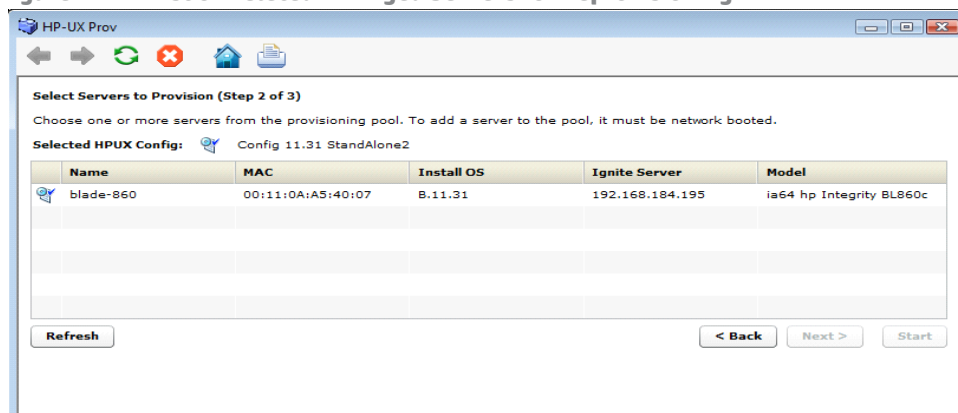 HP-UX Prov
Select Servers to Provision (Step 2 of 3)
Choose one or more servers from the provisioning pool. To add a server to the pool, it must be network booted.
Selected HPUX Config: Config 11.31 StandAlone2
Name MAC Install OS Ignite Server Model
blade-860 00:11:0A:A5:40:07 B.11.31 192.168.184.195 ia64 hp Integrity BL860c
Refresh < Back Next > Start